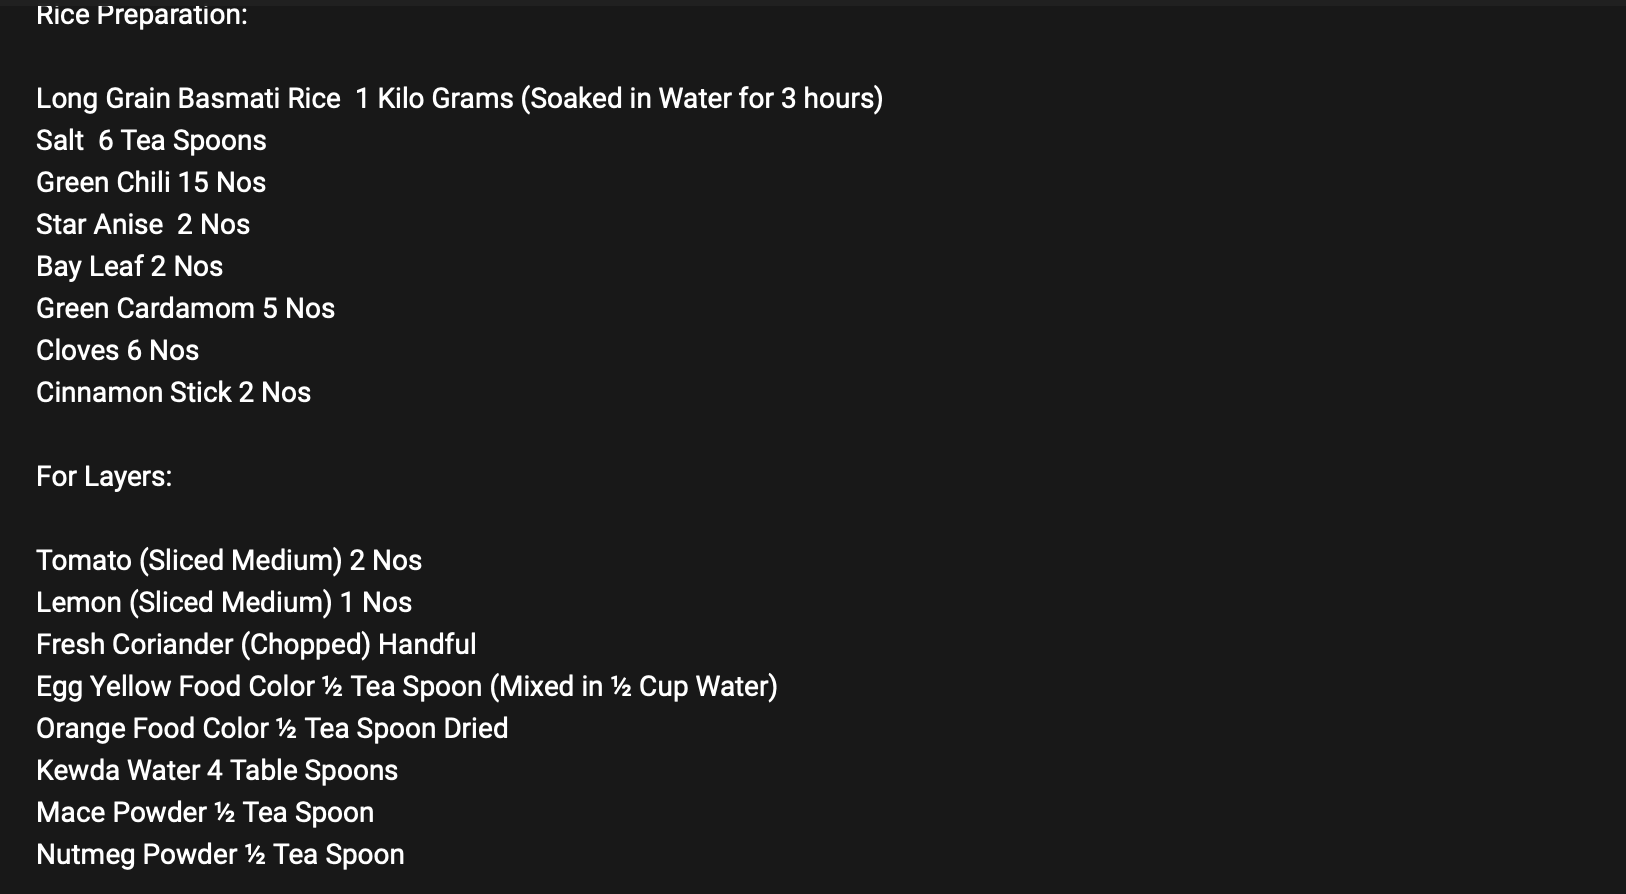 Rice Preparation:
Long Grain Basmati Rice  1 Kilo Grams (Soaked in Water for 3 hours)
Salt  6 Tea Spoons
Green Chili 15 Nos
Star Anise  2 Nos
Bay Leaf 2 Nos
Green Cardamom 5 Nos
Cloves 6 Nos
Cinnamon Stick 2 Nos
For Layers:
Tomato (Sliced Medium) 2 Nos
Lemon (Sliced Medium) 1 Nos
Fresh Coriander (Chopped) Handful
Egg Yellow Food Color ½ Tea Spoon (Mixed in ½ Cup Water)
Orange Food Color ½ Tea Spoon Dried
Kewda Water 4 Table Spoons
Mace Powder ½ Tea Spoon
Nutmeg Powder ½ Tea Spoon